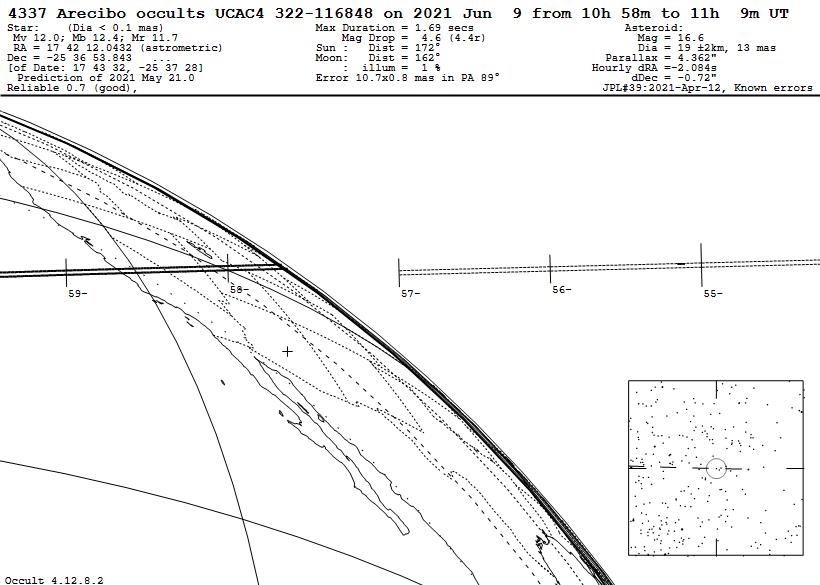 4337 Arecibo occults UCAC4 322-116848 on 2021 Jun  9 from 10h 58m to 11h  9m UT
Star:    (Dia < 0.1 mas)
Mv 12.0; Mb 12.4; Mr 11.7
RA = 17 42 12.0432 (astrometric)
Dec = -25 36 53.843   ...
[of Date: 17 43 32, -25 37 28]
Prediction of 2021 May 21.0
Reliable 0.7 (good),
Max Duration = 1.69 secs
Mag Drop =  4.6 (4.4r)
Sun :   Dist = 172°
Moon:   Dist = 162°
:  illum =  1 %
Error 10.7x0.8 mas in PA 89°
Asteroid:
Mag = 16.6
Dia = 19 ±2km, 13 mas
Parallax = 4.362"
Hourly dRA =-2.084s
dDec = -0.72"
JPL#39:2021-Apr-12, Known errors
59-
58-
57-
56-
55-
Occult 4.12.8.2